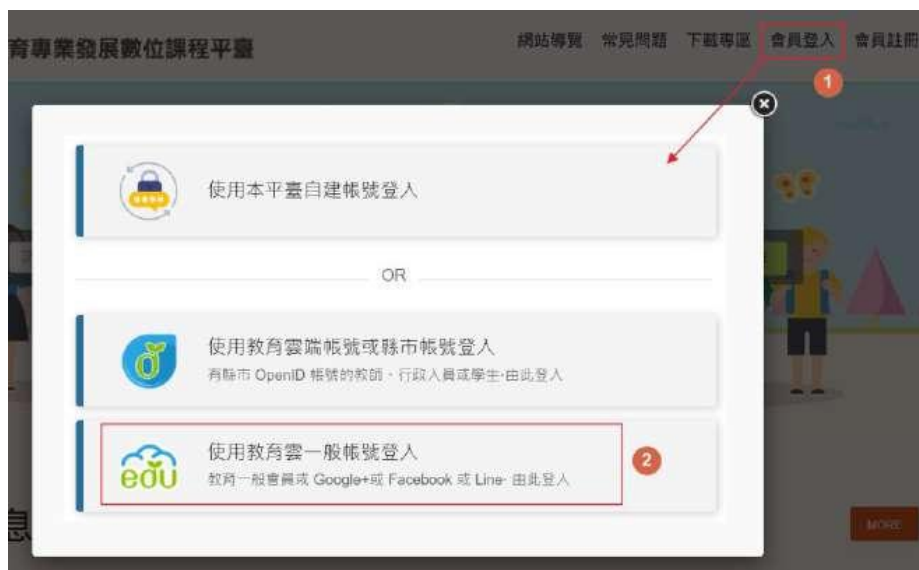 育專業發展數位課程平臺
網站導覽 常見問題 下載專區 會員登入 會員註冊
1
使用本平臺自建帳號登入
OR
使用教育雲端帳號或縣市帳號登入
有縣市 OpenID 帳號的教師、行政人員或學生-由此登入
使用教育雲一般帳號登入
2
edu
教育一般會員或 Google+或 Facebook 或 Line- 由此登入
息
MORE